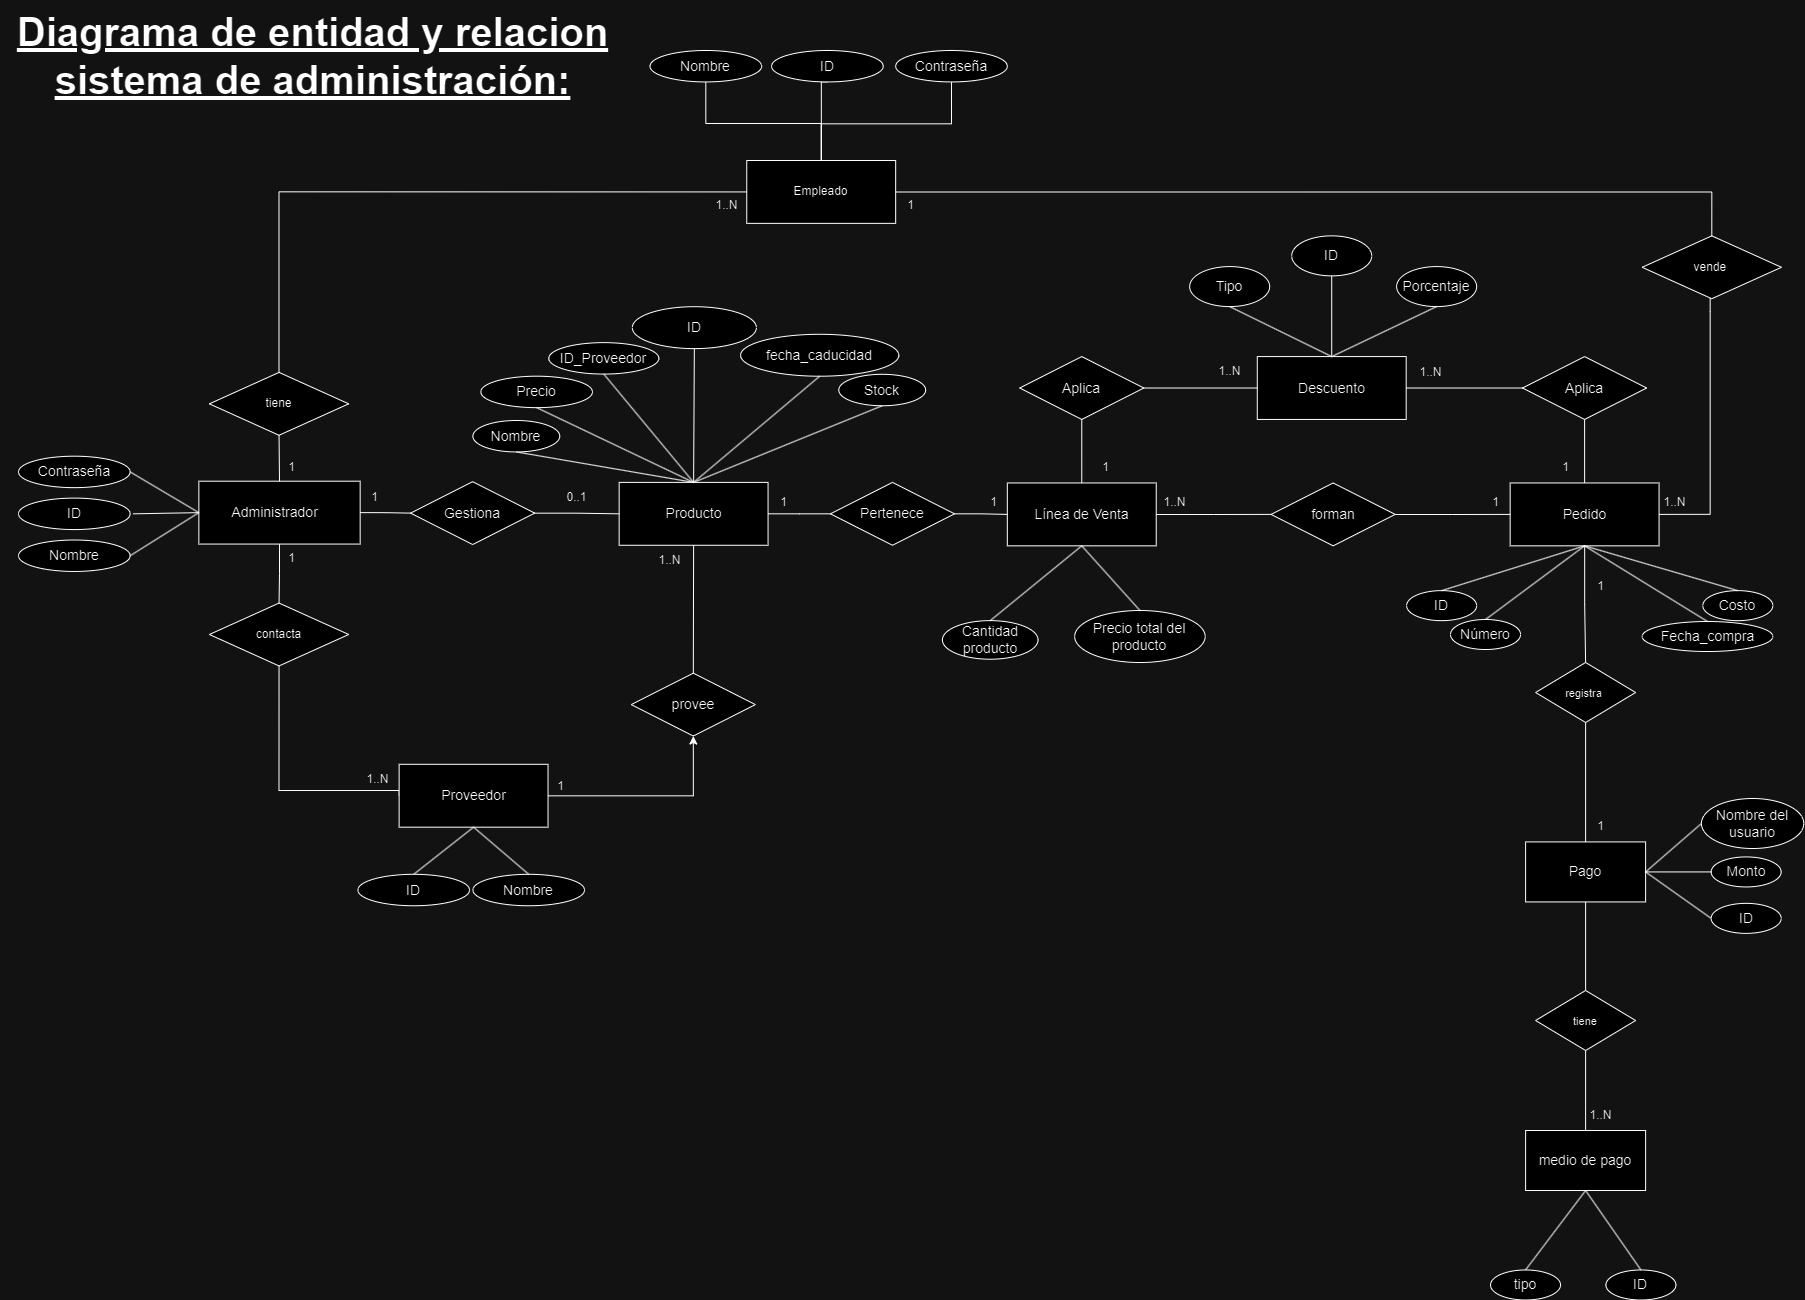 Diagrama de entidad y relacion
sistema de administración:
Nombre
ID
Contraseña
Empleado
1..N
1
vende
ID
Tipo
Porcentaje
ID
ID_Proveedor
fecha_caducidad
Precio
Stock
Nombre
tiene
Aplica
1..N
Descuento
1..N
Aplica
1
1
1
Contraseña
ID
Nombre
Administrador
1
Gestiona
0..1
Producto
1
Pertenece
1
Línea de Venta
1..N
forman
1
Pedido
1..N
1
1..N
1
ID
Número
Costo
Fecha_compra
Cantidad
producto
Precio total del
producto
contacta
provee
registra
1..N
Proveedor
1
ID
Nombre
1
Pago
Nombre del
usuario
Monto
ID
tiene
1..N
medio de pago
tipo
ID